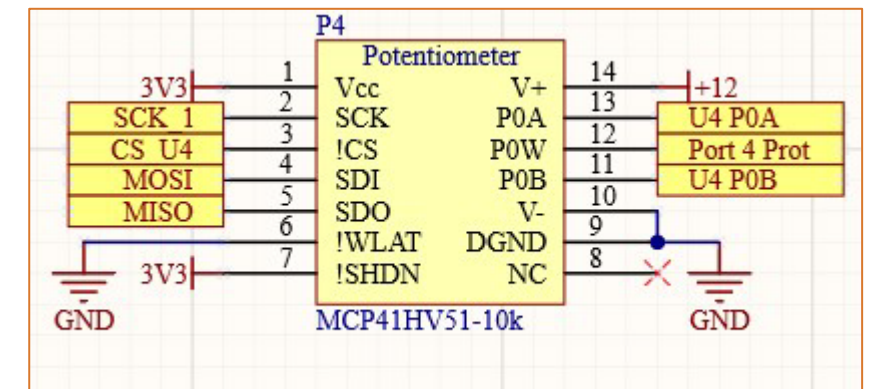 P4
Potentiometer
3V3 1 Vcc V+ 14 +12
SCK_1 2 SCK P0A 13 U4 P0A
CS_U4 3 !CS P0W 12 Port 4 Prot
MOSI 4 SDI P0B 11 U4 P0B
MISO 5 SDO V- 10
6 !WLAT DGND 9
3V3 7 !SHDN NC 8
GND MCP41HV51-10k GND